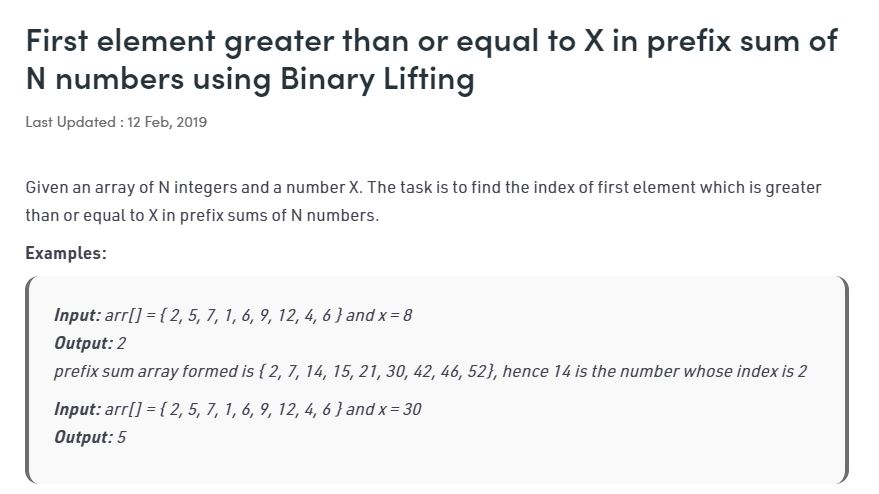 First element greater than or equal to X in prefix sum of
N numbers using Binary Lifting
Last Updated : 12 Feb, 2019
Given an array of N integers and a number X. The task is to find the index of first element which is greater
than or equal to X in prefix sums of N numbers.
Examples:
Input: arr[] = { 2, 5, 7, 1, 6, 9, 12, 4, 6 } and x = 8
Output: 2
prefix sum array formed is { 2, 7, 14, 15, 21, 30, 42, 46, 52}, hence 14 is the number whose index is 2
Input: arr[] = { 2, 5, 7, 1, 6, 9, 12, 4, 6 } and x = 30
Output: 5